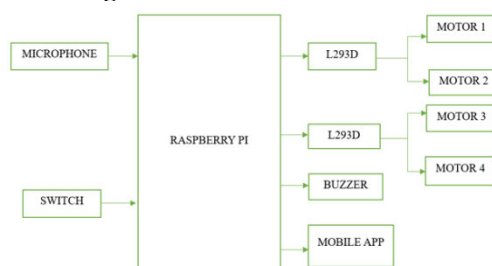 MICROPHONE
SWITCH
RASPBERRY PI
L293D
L293D
BUZZER
MOBILE APP
MOTOR 1
MOTOR 2
MOTOR 3
MOTOR 4